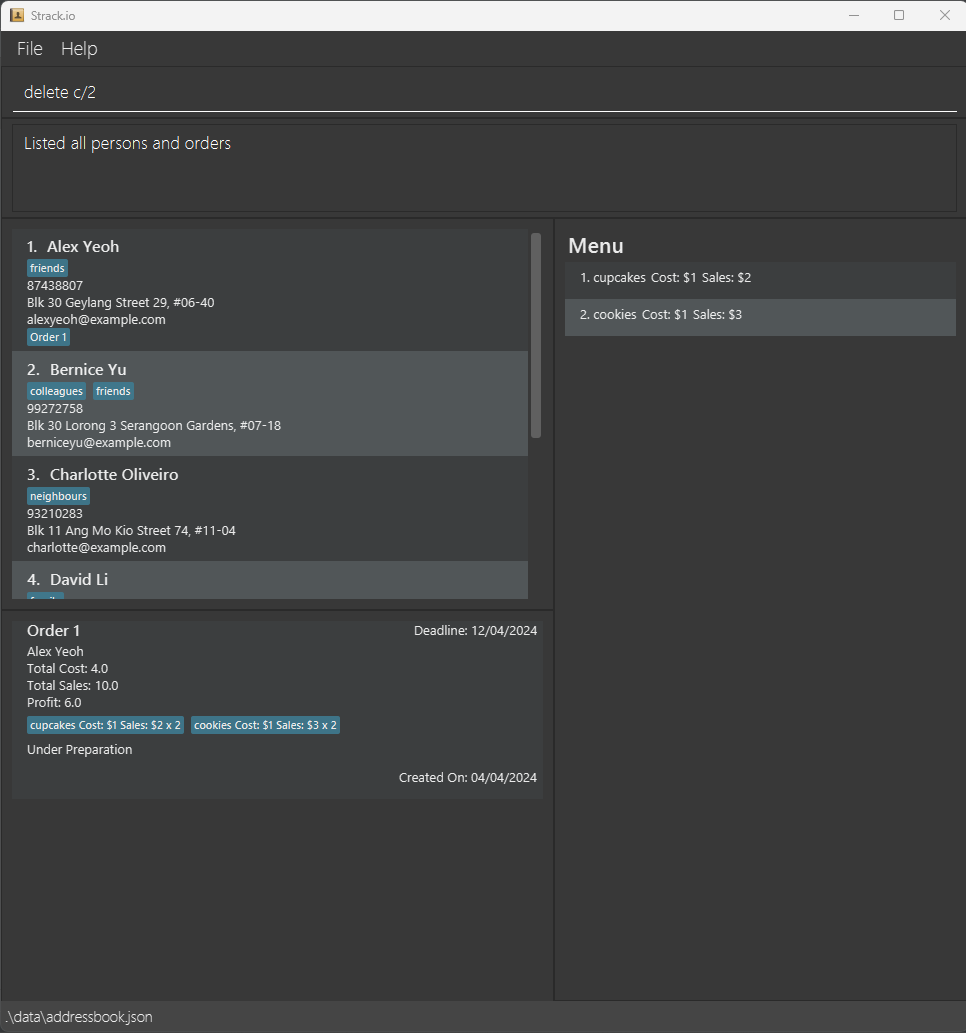 Strack.io
File Help
delete c/2
Listed all persons and orders
1. Alex Yeoh
friends
87438807
Blk 30 Geylang Street 29, #06-40
alexyeoh@example.com
Order 1
2. Bernice Yu
colleagues friends
99272758
Blk 30 Lorong 3 Serangoon Gardens, #07-18
berniceyu@example.com
3. Charlotte Oliveiro
neighbours
93210283
Blk 11 Ang Mo Kio Street 74, #11-04
charlotte@example.com
4. David Li
Menu
1. cupcakes Cost: $1 Sales: $2
2. cookies Cost: $1 Sales: $3
Order 1
Deadline: 12/04/2024
Alex Yeoh
Total Cost: 4.0
Total Sales: 10.0
Profit: 6.0
cupcakes Cost: $1 Sales: $2 x 2 cookies Cost: $1 Sales: $3 x 2
Under Preparation
Created On: 04/04/2024
.\data\addressbook.json